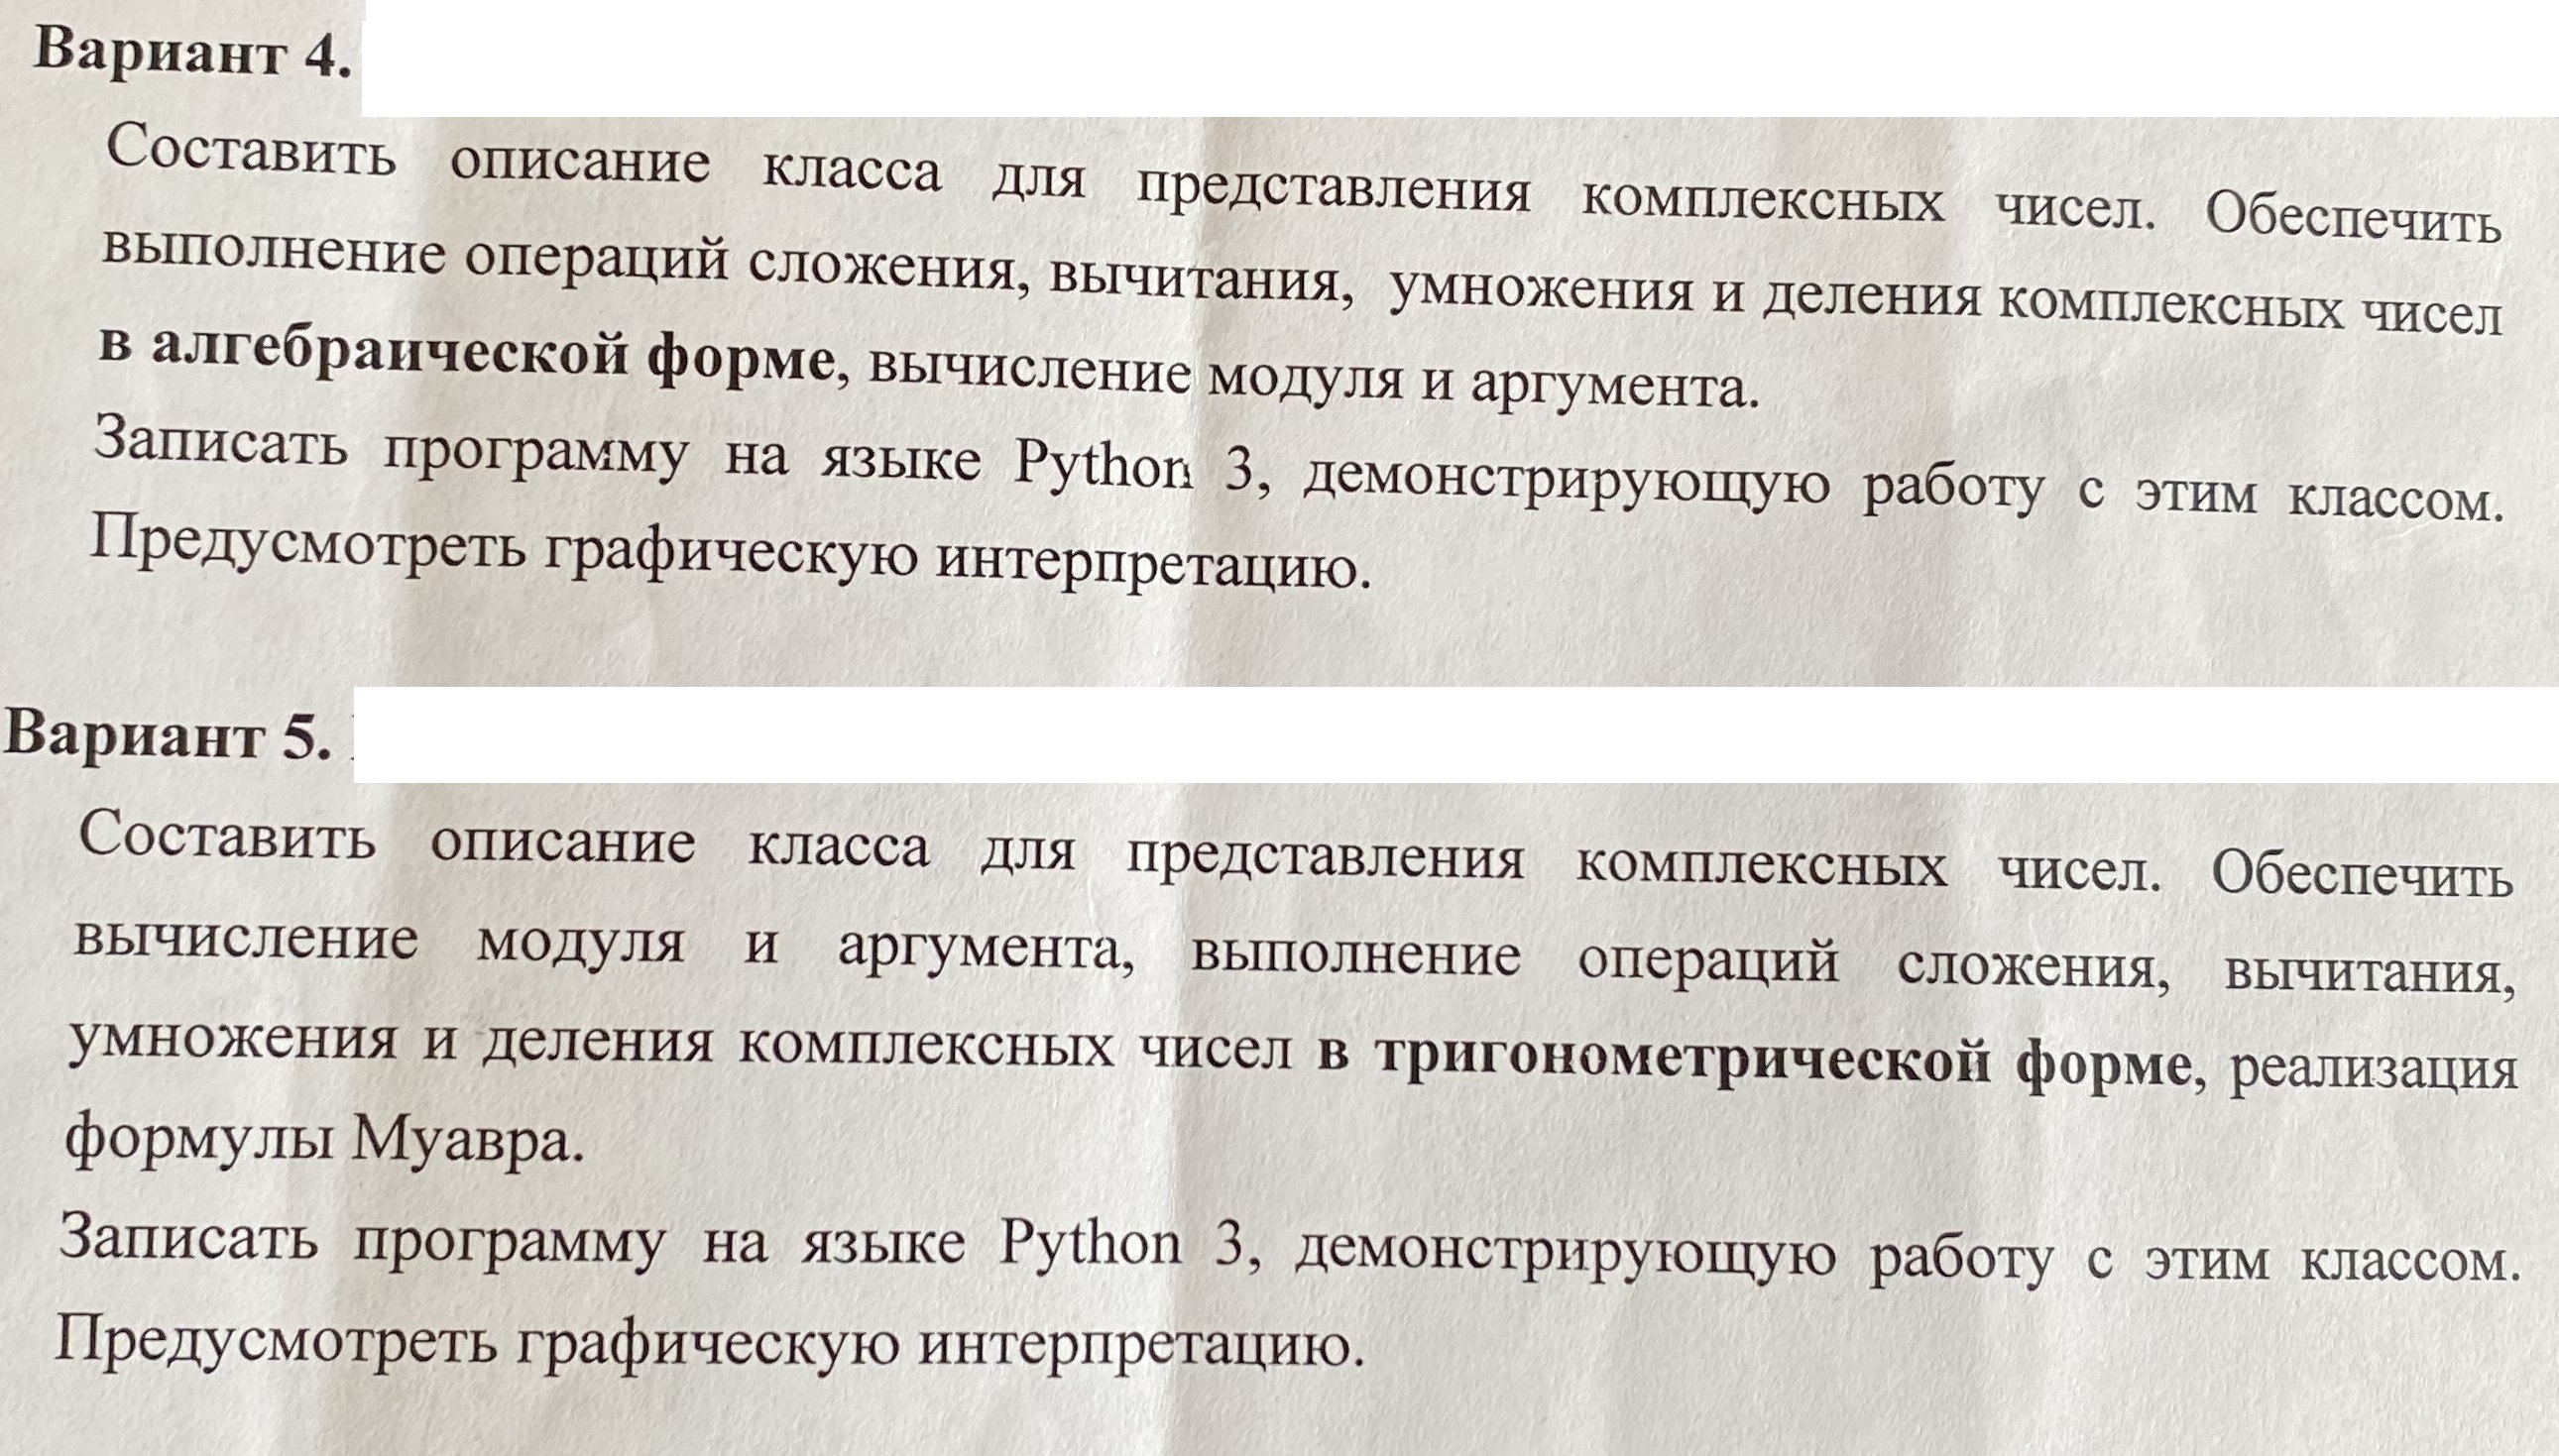 Вариант 4.
Составить описание класса для представления комплексных чисел. Обеспечить
выполнение операций сложения, вычитания, умножения и деления комплексных чисел
в алгебраической форме, вычисление модуля и аргумента.
Записать программу на языке Python 3, демонстрирующую работу с этим классом.
Предусмотреть графическую интерпретацию.
Вариант 5.
Составить описание класса для представления комплексных чисел. Обеспечить
вычисление модуля и аргумента, выполнение операций сложения, вычитания,
умножения и деления комплексных чисел в тригонометрической форме, реализация
формулы Муавра.
Записать программу на языке Python 3, демонстрирующую работу с этим классом.
Предусмотреть графическую интерпретацию.